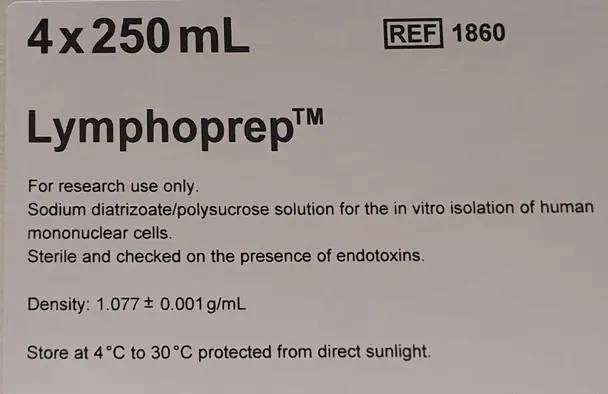 4 x 250 mL REF 1860
Lymphoprep™
For research use only.
Sodium diatrizoate/polysucrose solution for the in vitro isolation of human
mononuclear cells.
Sterile and checked on the presence of endotoxins.
Density: 1.077 ± 0.001 g/mL
Store at 4 °C to 30 °C protected from direct sunlight.